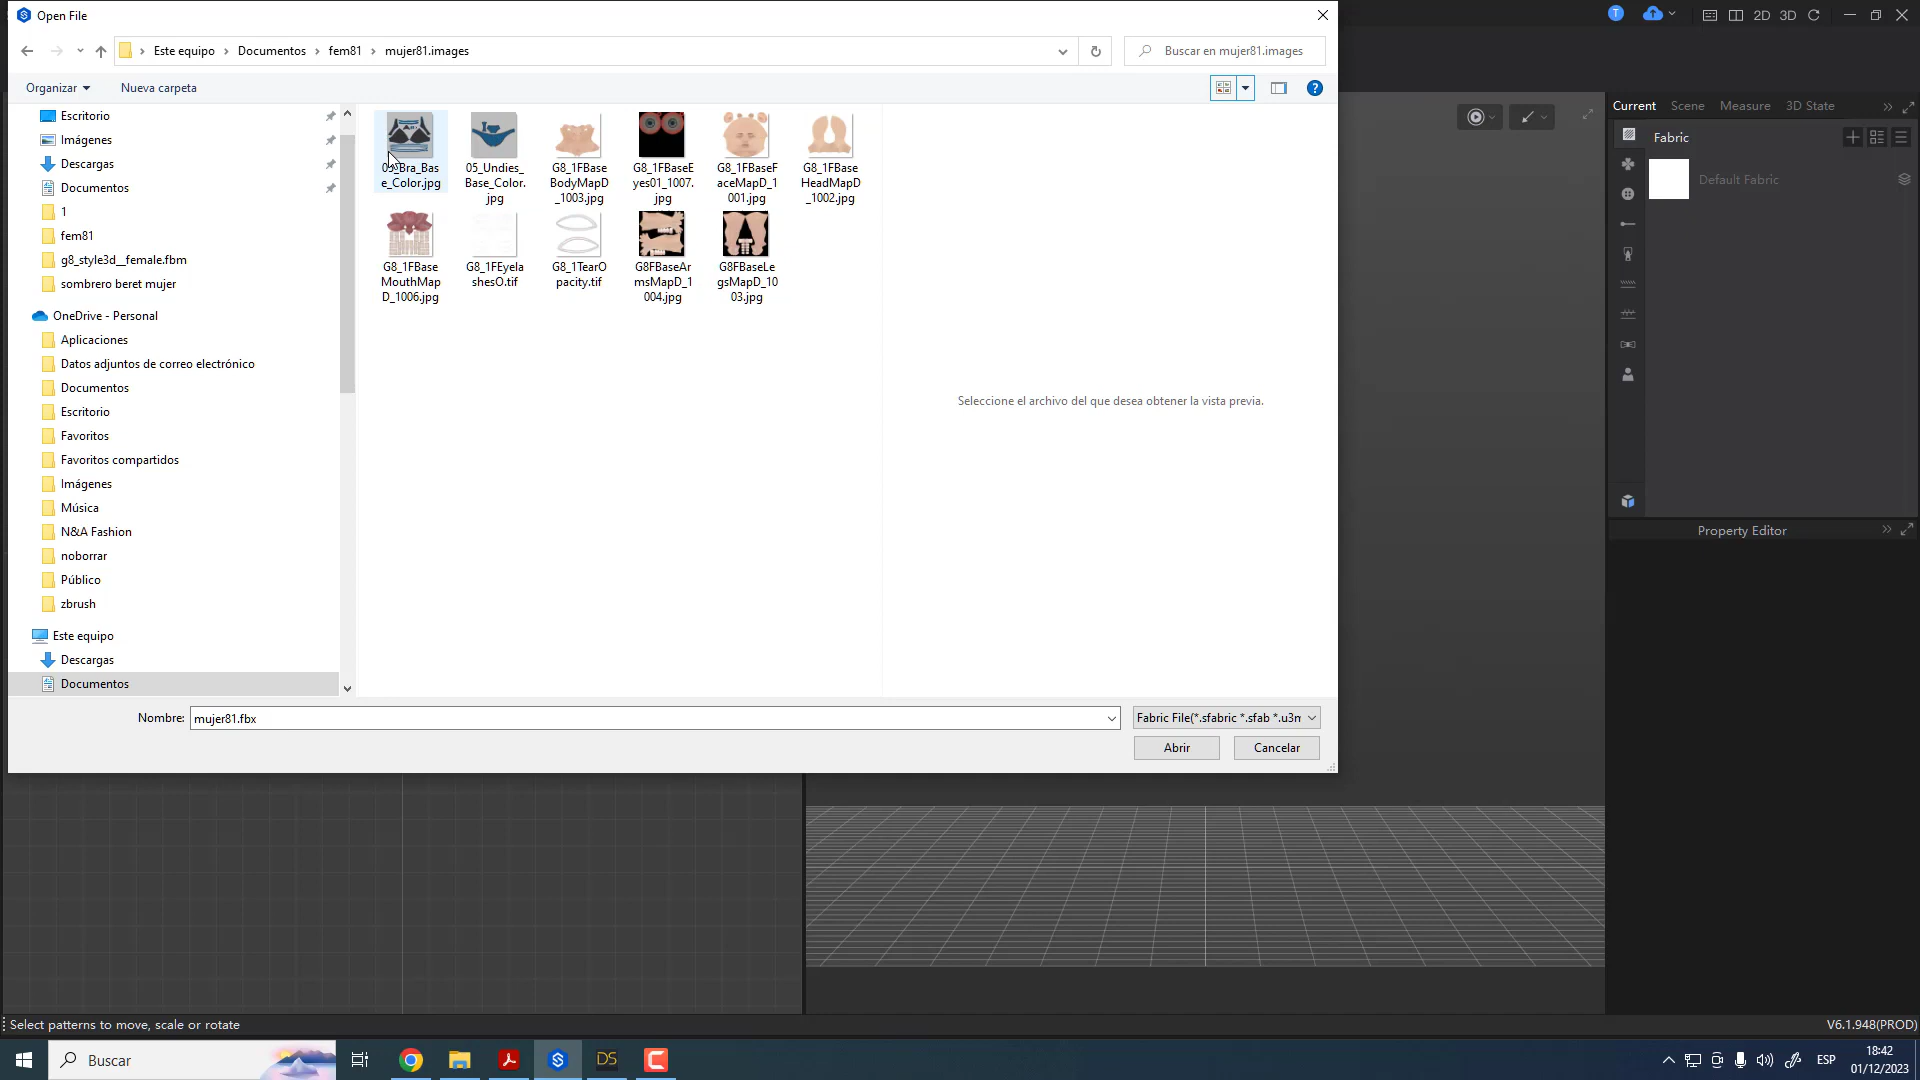 Open File
T
2D
3D
Este equipo
Documentos
fem81
mujer81.images
Buscar en mujer81.images
Organizar
Nueva carpeta
Escritorio
Imágenes
Descargas
Documentos
1
fem81
g8_style3d__female.fbm
sombrero beret mujer
OneDrive - Personal
Aplicaciones
Datos adjuntos de correo electrónico
Documentos
Escritorio
Favoritos
Favoritos compartidos
Imágenes
Música
N&A Fashion
noborrar
Público
zbrush
Este equipo
Descargas
Documentos
05_Bra_Bas
e_Color.jpg
05_Undies_
Base_Color.
jpg
G8_1FBase
BodyMapD
_1003.jpg
G8_1FBaseE
yes01_1007.
jpg
G8_1FBaseF
aceMapD_1
001.jpg
G8_1FBase
HeadMapD
_1002.jpg
G8_1FBase
MouthMap
D_1006.jpg
G8_1FEyela
shesO.tif
G8_1TearO
pacity.tif
G8FBaseAr
msMapD_1
004.jpg
G8FBaseLe
gsMapD_10
03.jpg
Seleccione el archivo del que desea obtener la vista previa.
Nombre:
mujer81.fbx
Fabric File(*.sfabric *.sfab *.u3m
Abrir
Cancelar
Current
Scene
Measure
3D State
Fabric
Default Fabric
Property Editor
Select patterns to move, scale or rotate
V6.1.948(PROD)
Buscar
DS
ESP
18:42
01/12/2023